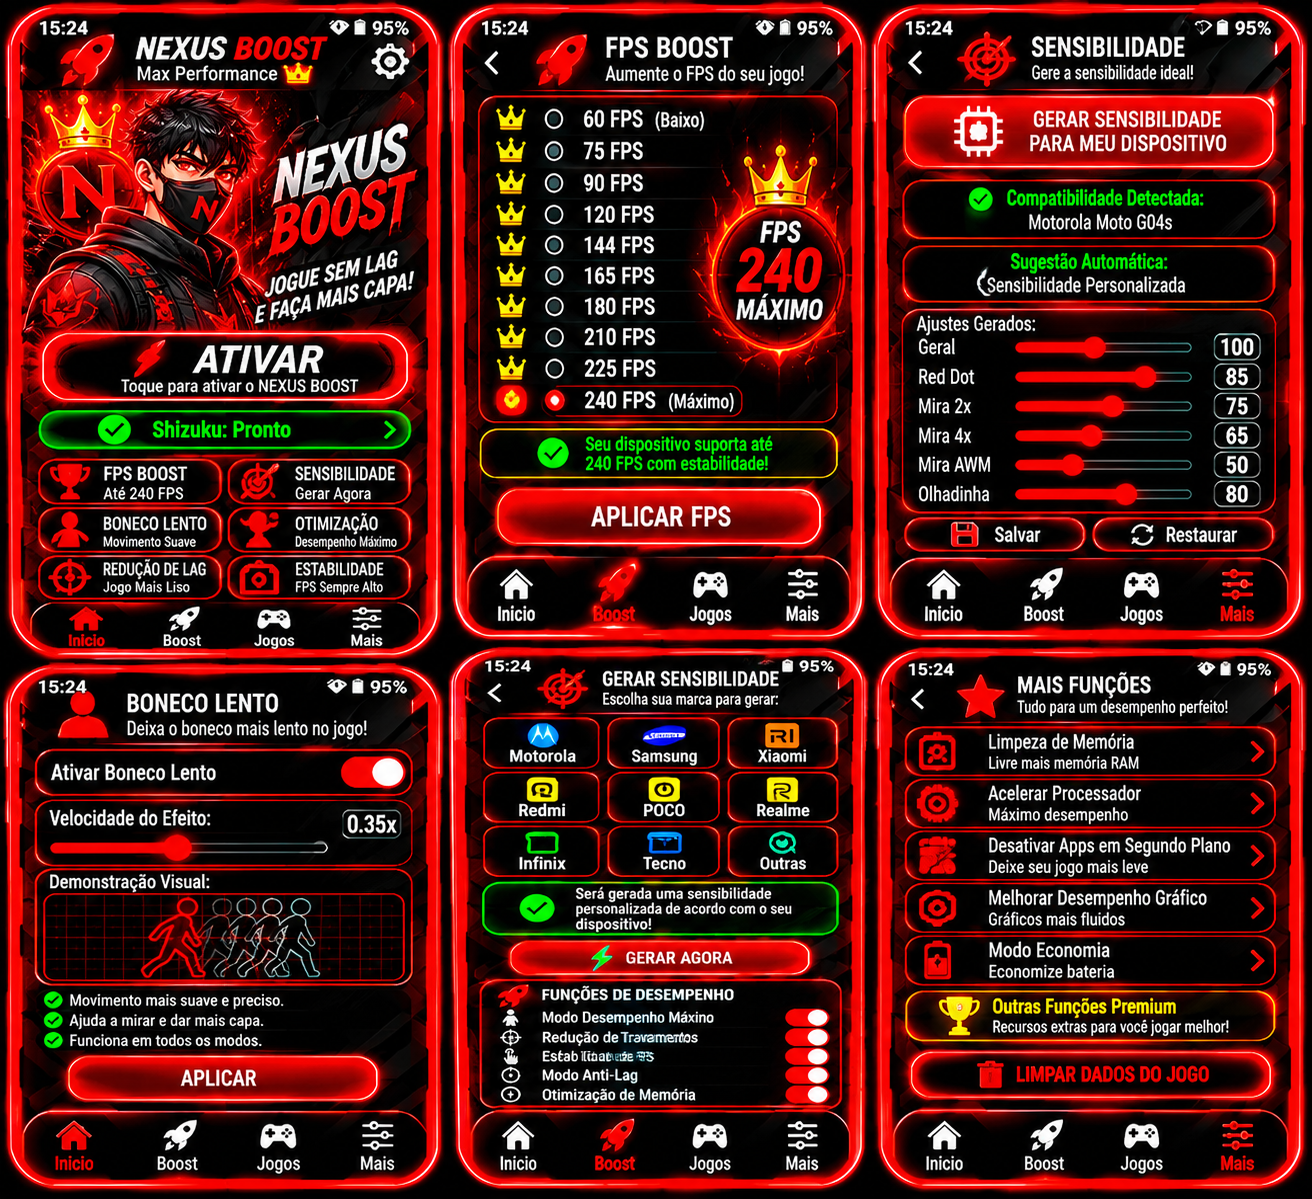 15:24
95%
NEXUS BOOST
Max Performance
N
N
NEXUS
BOOST
JOGUE SEM LAG
E FAÇA MAIS CAPA!
ATIVAR
Toque para ativar o NEXUS BOOST
Shizuku: Pronto
FPS BOOST
Até 240 FPS
SENSIBILIDADE
Gerar Agora
BONECO LENTO
Movimento Suave
OTIMIZAÇÃO
Desempenho Máximo
REDUÇÃO DE LAG
Jogo Mais Liso
ESTABILIDADE
FPS Sempre Alto
Inicio
Boost
Jogos
Mais
15:24
95%
FPS BOOST
Aumente o FPS do seu jogo!
60 FPS (Baixo)
75 FPS
90 FPS
120 FPS
144 FPS
165 FPS
180 FPS
210 FPS
225 FPS
240 FPS (Máximo)
FPS
240
MÁXIMO
Seu dispositivo suporta até
240 FPS com estabilidade!
APLICAR FPS
Inicio
Boost
Jogos
Mais
15:24
95%
SENSIBILIDADE
Gere a sensibilidade ideal!
GERAR SENSIBILIDADE
PARA MEU DISPOSITIVO
Compatibilidade Detectada:
Motorola Moto G04s
Sugestão Automática:
Sensibilidade Personalizada
Ajustes Gerados:
Geral 100
Red Dot 85
Mira 2x 75
Mira 4x 65
Mira AWM 50
Olhadinha 80
Salvar
Restaurar
Inicio
Boost
Jogos
Mais
15:24
95%
BONECO LENTO
Deixa o boneco mais lento no jogo!
Ativar Boneco Lento
Velocidade do Efeito:
0.35x
Demonstração Visual:
Movimento mais suave e preciso.
Ajuda a mirar e dar mais capa.
Funciona em todos os modos.
APLICAR
Inicio
Boost
Jogos
Mais
15:24
95%
GERAR SENSIBILIDADE
Escolha sua marca para gerar:
Motorola
Samsung
Xiaomi
Redmi
POCO
Realme
Infinix
Tecno
Outras
Será gerada uma sensibilidade
personalizada de acordo com o seu
dispositivo!
GERAR AGORA
FUNÇÕES DE DESEMPENHO
Modo Desempenho Máxino
Redução de
Modo Anti-Lag
Otimização de Memória
Inicio
Boost
Jogos
Mais
15:24
95%
MAIS FUNÇÕES
Tudo para um desempenho perfeito!
Limpeza de Memória
Livre mais memória RAM
Acelerar Processador
Máximo desempenho
Desativar Apps em Segundo Plano
Deixe seu jogo mais leve
Melhorar Desempenho Gráfico
Gráficos mais fluidos
Modo Economia
Economize bateria
Outras Funções Premium
Recursos extras para você jogar melhor!
LIMPAR DADOS DO JOGO
Inicio
Boost
Jogos
Mais